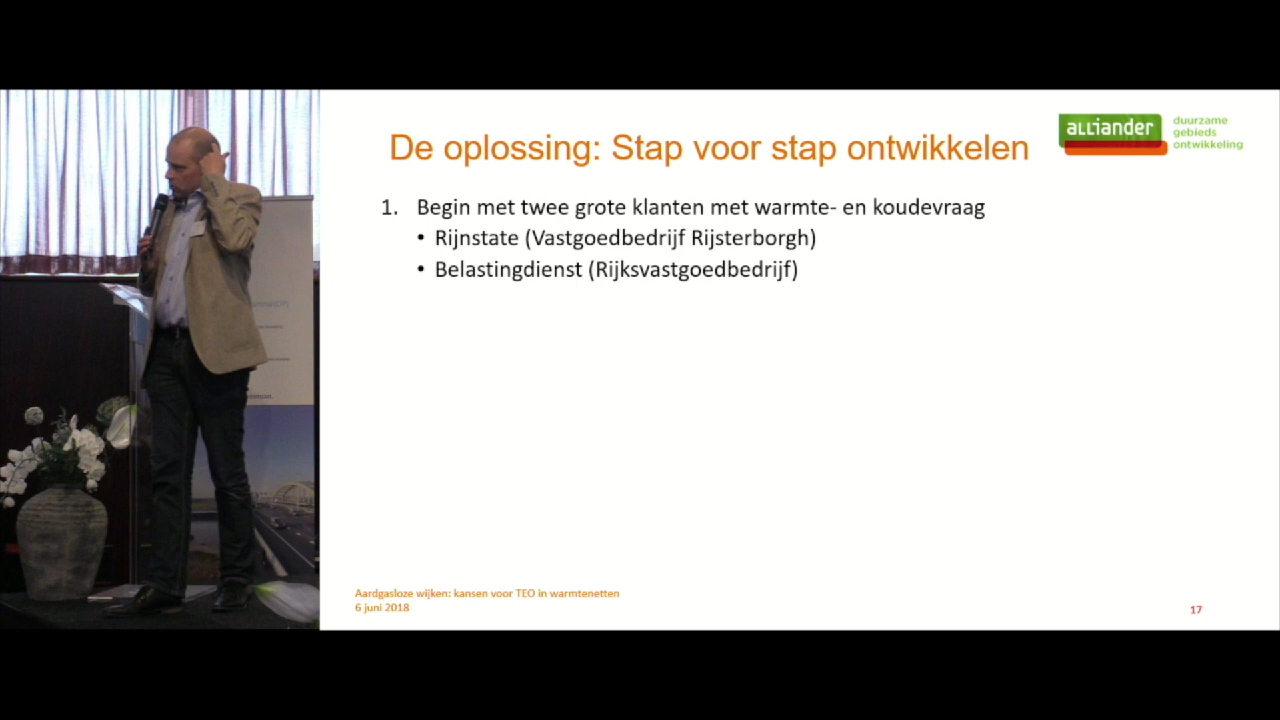 De oplossing: Stap voor stap ontwikkelen
alliander
duurzame
gebieds
ontwikkeling
1. Begin met twee grote klanten met warmte- en koudevraag
• Rijnstate (Vastgoedbedrijf Rijsterborgh)
• Belastingdienst (Rijksvastgoedbedrijf)
Aardgasloze wijken: kansen voor TEO in warmtenetten
6 juni 2018
17